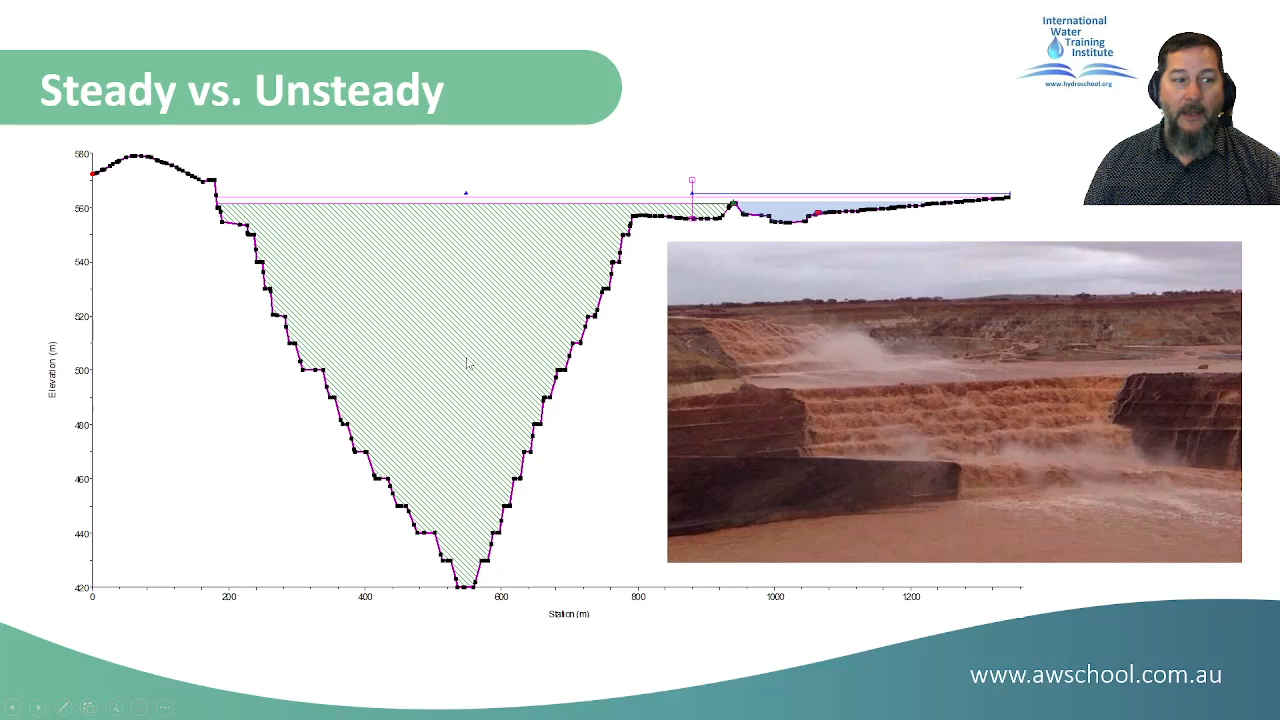 International
Water
Training
Institute
www.hydroschool.org
Steady vs. Unsteady
580
560
540
520
500
480
460
440
420
Elevation (m)
0
200
400
600
800
1000
1200
Station (m)
www.awschool.com.au